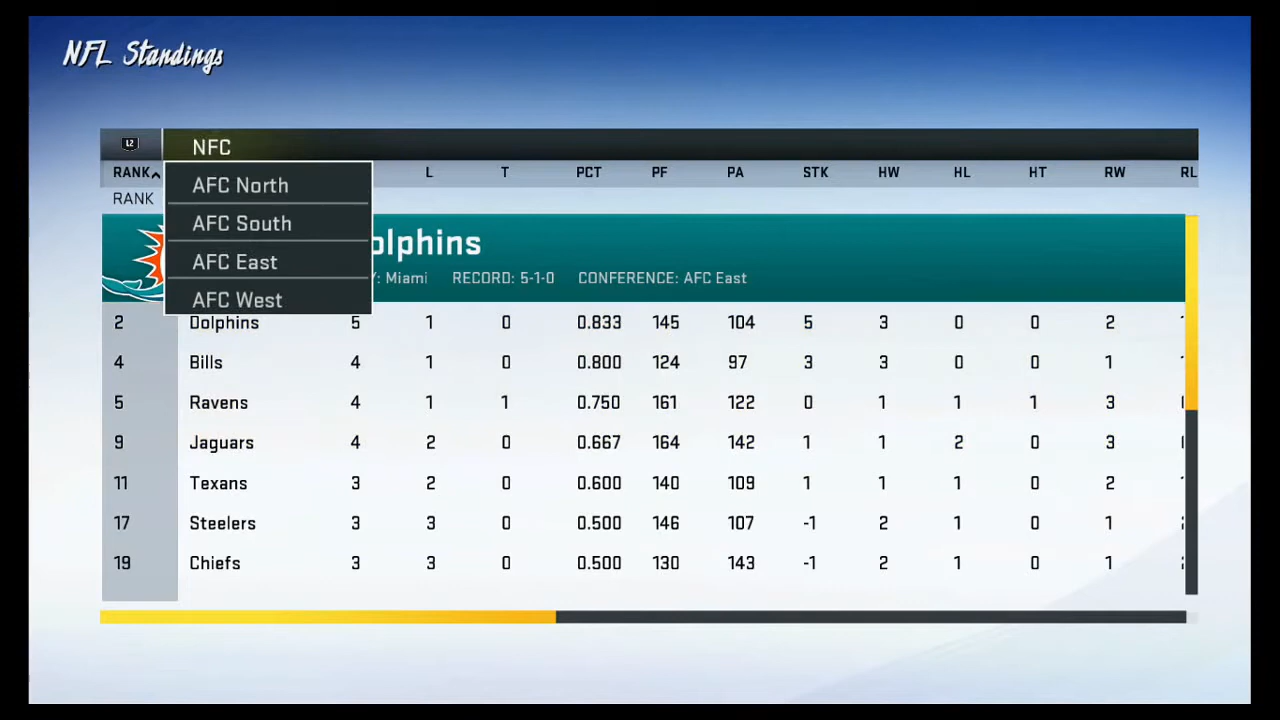 NFL Standings
L2 NFC
RANK L T PCT PF PA STK HW HL HT RW RL
RANK
AFC North
AFC South
AFC East
AFC West
olphins
: Miami RECORD: 5-1-0 CONFERENCE: AFC East
2 Dolphins 5 1 0 0.833 145 104 5 3 0 0 2
4 Bills 4 1 0 0.800 124 97 3 3 0 0 1
5 Ravens 4 1 1 0.750 161 122 0 1 1 1 3
9 Jaguars 4 2 0 0.667 164 142 1 1 2 0 3
11 Texans 3 2 0 0.600 140 109 1 1 1 0 2
17 Steelers 3 3 0 0.500 146 107 -1 2 1 0 1
19 Chiefs 3 3 0 0.500 130 143 -1 2 1 0 1